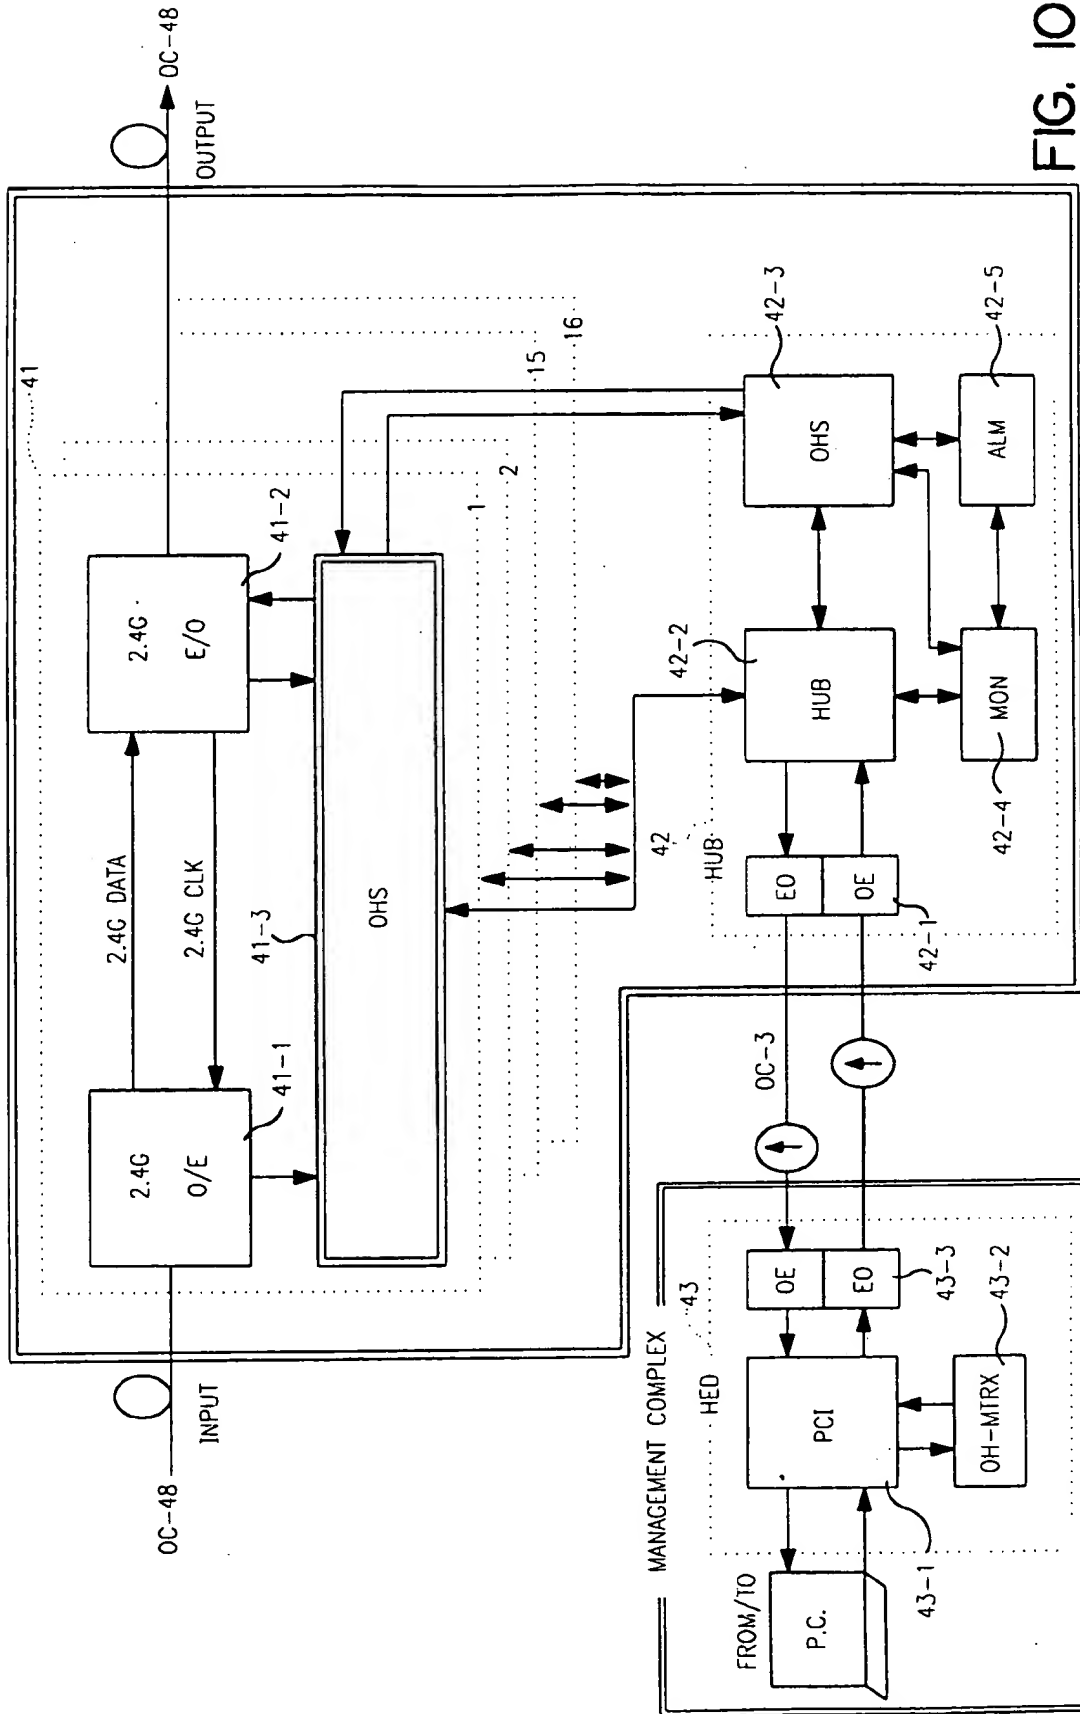 OC-48
INPUT
OUTPUT
OC-48
41
2.4G
O/E
41-1
2.4G DATA
2.4G CLK
2.4G
E/O
41-2
41-3
OHS
1
2
15
16
42
HUB
EO
OE
42-1
42-2
HUB
OHS
42-3
MON
42-4
ALM
42-5
OC-3
MANAGEMENT COMPLEX
HED
43
OE
EO
43-3
PCI
43-1
OH-MTRX
43-2
FROM/TO
P.C.
FIG. 10